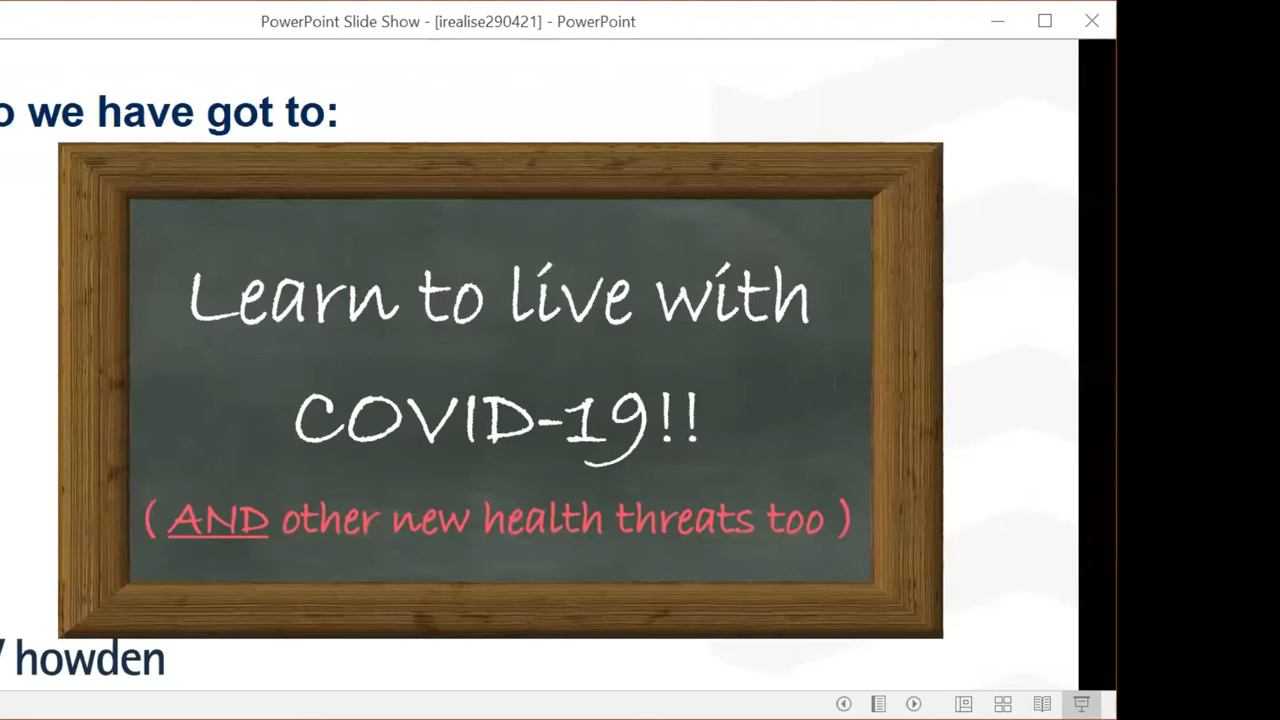 PowerPoint Slide Show - [irealise290421] - PowerPoint
o we have got to:
Learn to live with
COVID-19!!
( AND other new health threats too )
howden